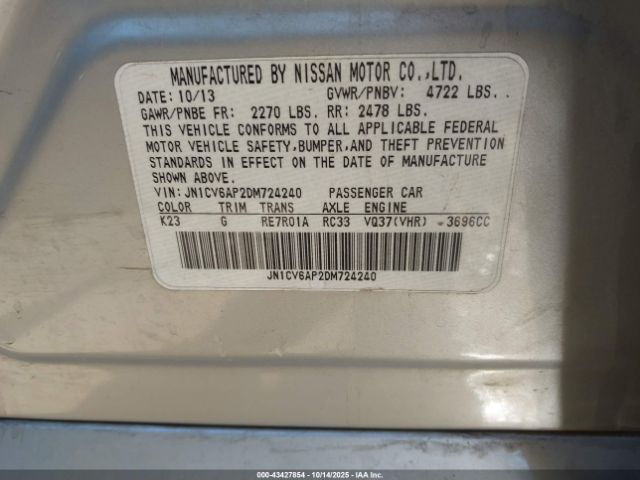 MANUFACTURED BY NISSAN MOTOR CO.,LTD.
DATE: 10/13 GVWR/PNBV: 4722 LBS.
GAWR/PNBE FR: 2270 LBS. RR: 2478 LBS.
THIS VEHICLE CONFORMS TO ALL APPLICABLE FEDERAL
MOTOR VEHICLE SAFETY,BUMPER,AND THEFT PREVENTION
STANDARDS IN EFFECT ON THE DATE OF MANUFACTURE
SHOWN ABOVE.
VIN: JN1CV6AP2DM724240 PASSENGER CAR
COLOR TRIM TRANS AXLE ENGINE
K23 G RE7R01A RC33 VQ37(VHR) -3696CC
JN1CV6AP2DM724240
000-43427854 | 10/14/2025 | IAA Inc.